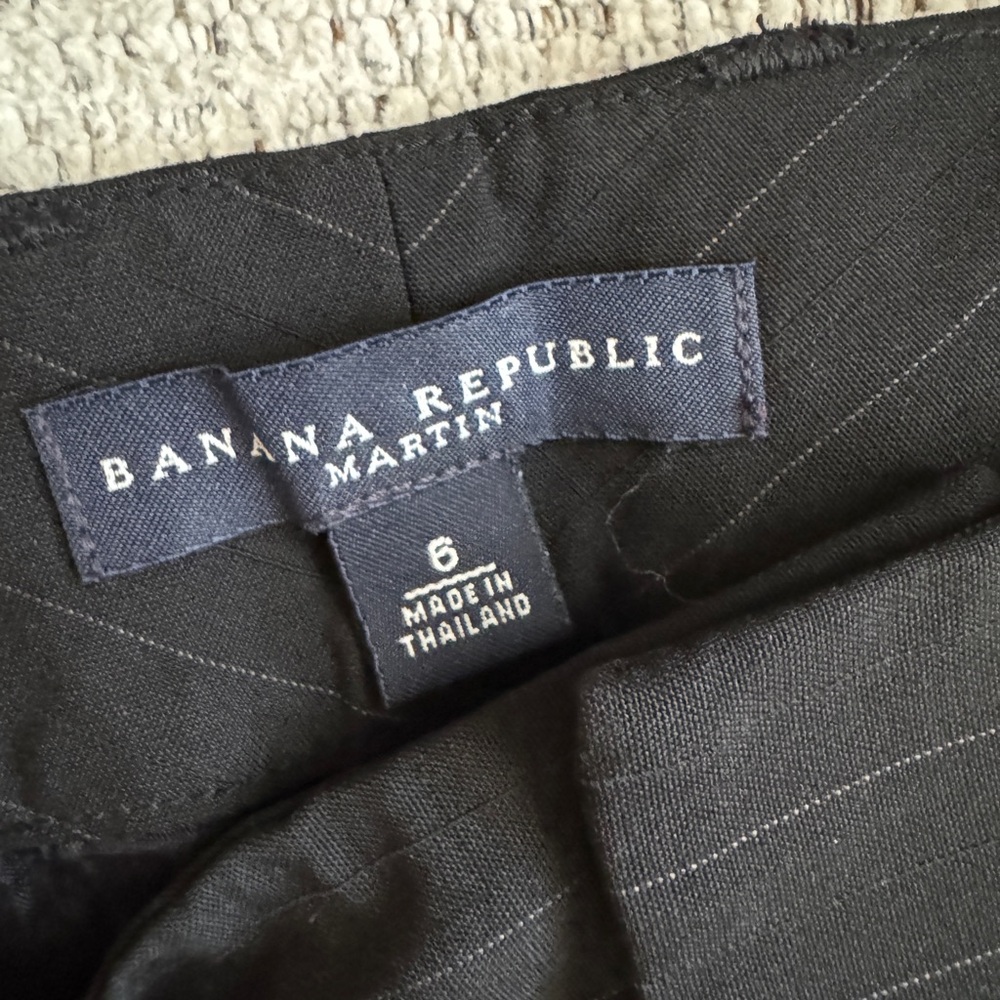 BANANA REPUBLIC
MARTIN
6
MADE IN
THAILAND